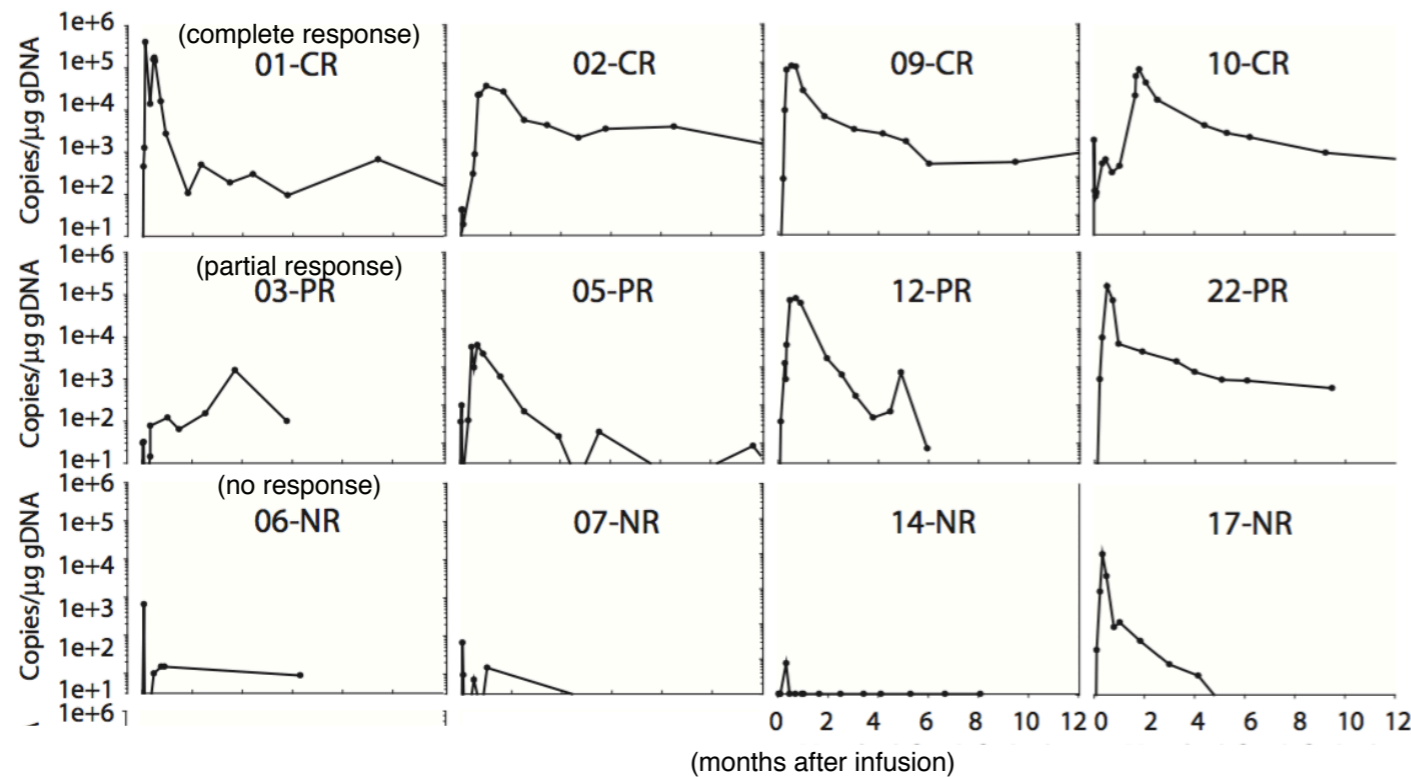 (complete response)
01-CR
02-CR
09-CR
10-CR
Copies/μg gDNA
1e+6
1e+5
1e+4
1e+3
1e+2
1e+1
(partial response)
03-PR
05-PR
12-PR
22-PR
Copies/μg gDNA
1e+6
1e+5
1e+4
1e+3
1e+2
1e+1
(no response)
06-NR
07-NR
14-NR
17-NR
Copies/μg gDNA
1e+6
1e+5
1e+4
1e+3
1e+2
1e+1
1e+6
0 2 4 6 8 10 12 0 2 4 6 8 10 12
(months after infusion)